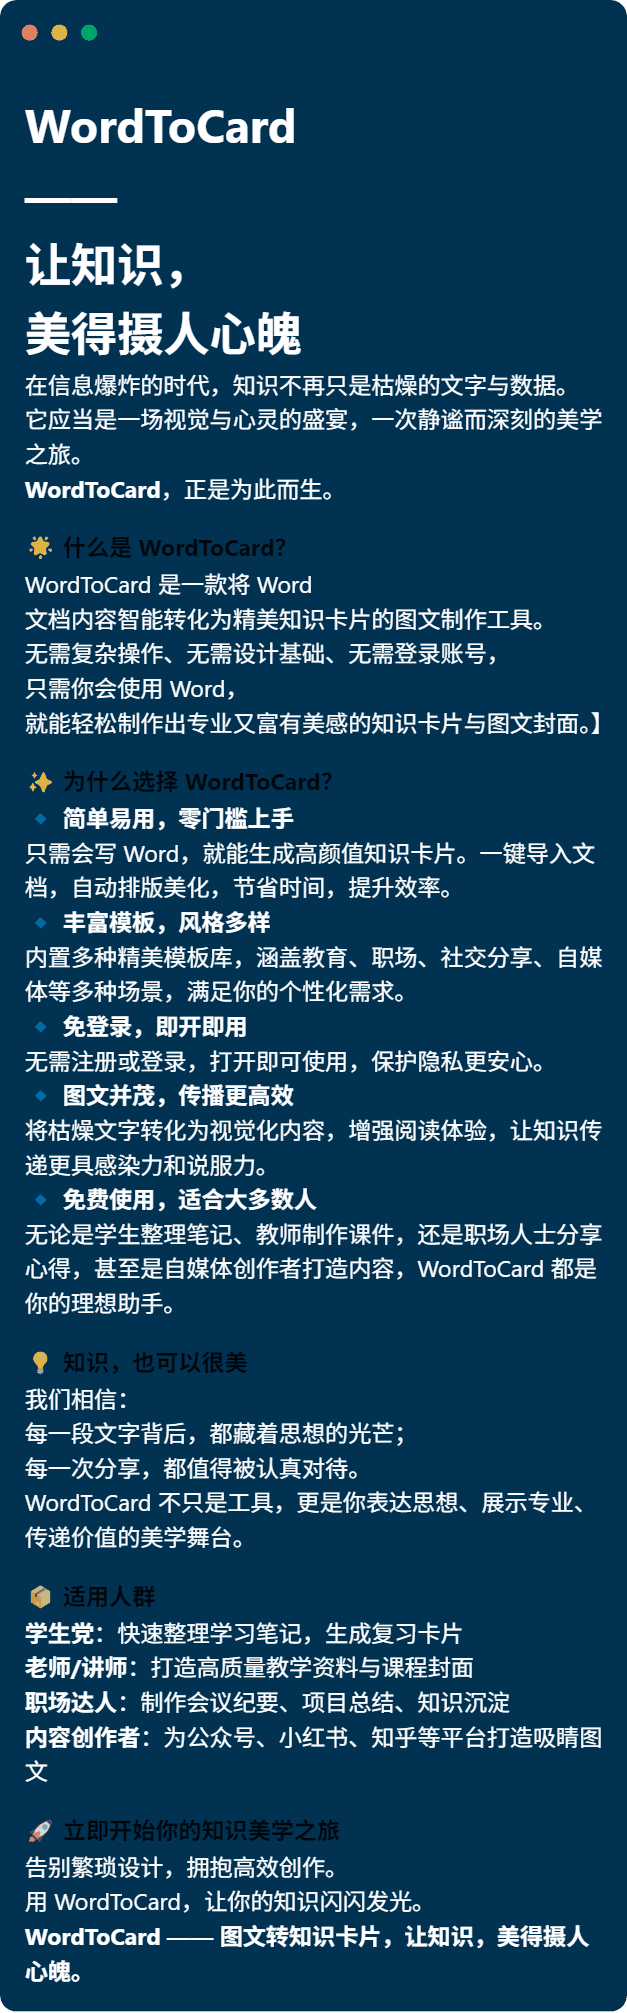 WordToCard
——
让知识，
美得摄人心魄
在信息爆炸的时代，知识不再只是枯燥的文字与数据。
它应当是一场视觉与心灵的盛宴，一次静谧而深刻的美学
之旅。
WordToCard，正是为此而生。
🌟 什么是 WordToCard？
WordToCard 是一款将 Word
文档内容智能转化为精美知识卡片的图文制作工具。
无需复杂操作、无需设计基础、无需登录账号，
只需你会使用 Word，
就能轻松制作出专业又富有美感的知识卡片与图文封面。】
✨ 为什么选择 WordToCard？
🔹 简单易用，零门槛上手
只需会写 Word，就能生成高颜值知识卡片。一键导入文
档，自动排版美化，节省时间，提升效率。
🔹 丰富模板，风格多样
内置多种精美模板库，涵盖教育、职场、社交分享、自媒
体等多种场景，满足你的个性化需求。
🔹 免登录，即开即用
无需注册或登录，打开即可使用，保护隐私更安心。
🔹 图文并茂，传播更高效
将枯燥文字转化为视觉化内容，增强阅读体验，让知识传
递更具感染力和说服力。
🔹 免费使用，适合大多数人
无论是学生整理笔记、教师制作课件，还是职场人士分享
心得，甚至是自媒体创作者打造内容，WordToCard 都是
你的理想助手。
💡 知识，也可以很美
我们相信：
每一段文字背后，都藏着思想的光芒；
每一次分享，都值得被认真对待。
WordToCard 不只是工具，更是你表达思想、展示专业、
传递价值的美学舞台。
📦 适用人群
学生党：快速整理学习笔记，生成复习卡片
老师/讲师：打造高质量教学资料与课程封面
职场达人：制作会议纪要、项目总结、知识沉淀
内容创作者：为公众号、小红书、知乎等平台打造吸睛图
文
🚀 立即开始你的知识美学之旅
告别繁琐设计，拥抱高效创作。
用 WordToCard，让你的知识闪闪发光。
WordToCard —— 图文转知识卡片，让知识，美得摄人
心魄。